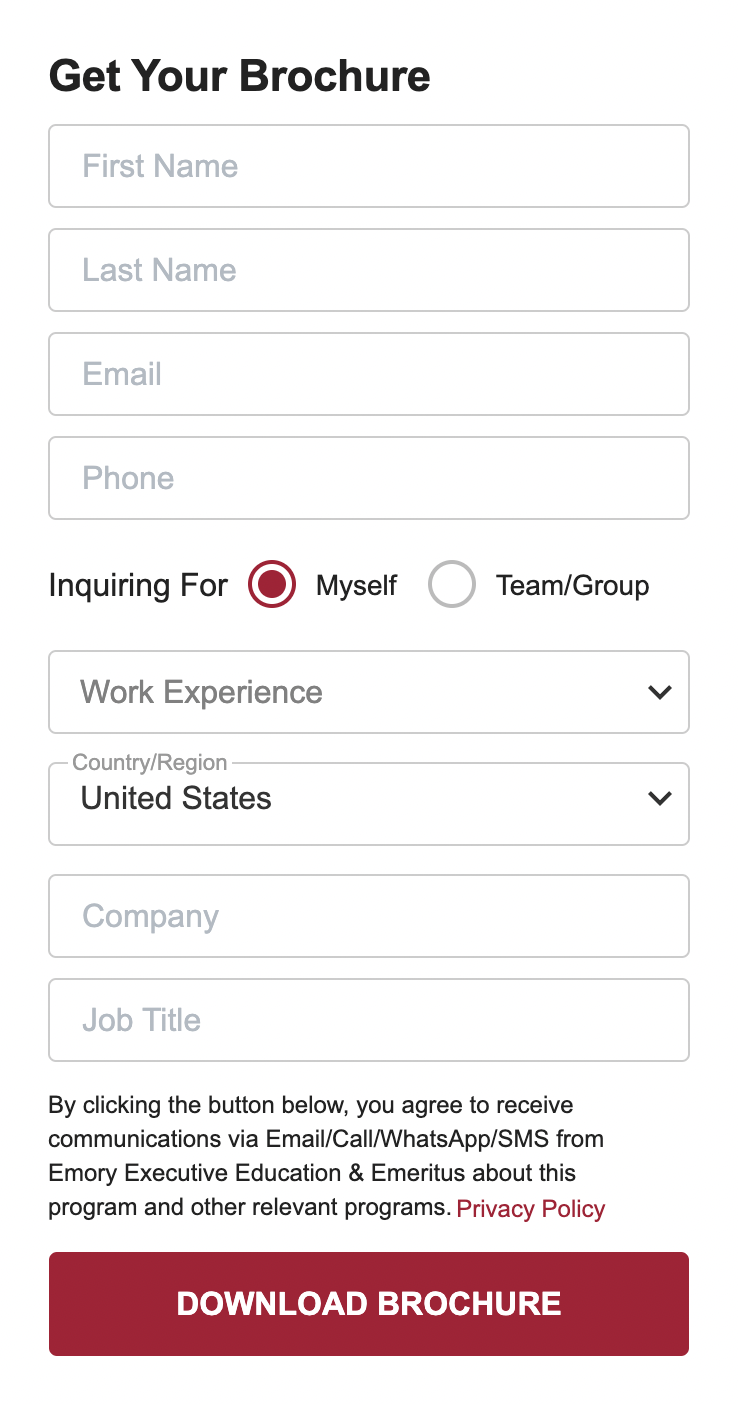 Get Your Brochure
First Name
Last Name
Email
Phone
Inquiring For Myself Team/Group
Work Experience
Country/Region
United States
Company
Job Title
By clicking the button below, you agree to receive
communications via Email/Call/WhatsApp/SMS from
Emory Executive Education & Emeritus about this
program and other relevant programs. Privacy Policy
DOWNLOAD BROCHURE